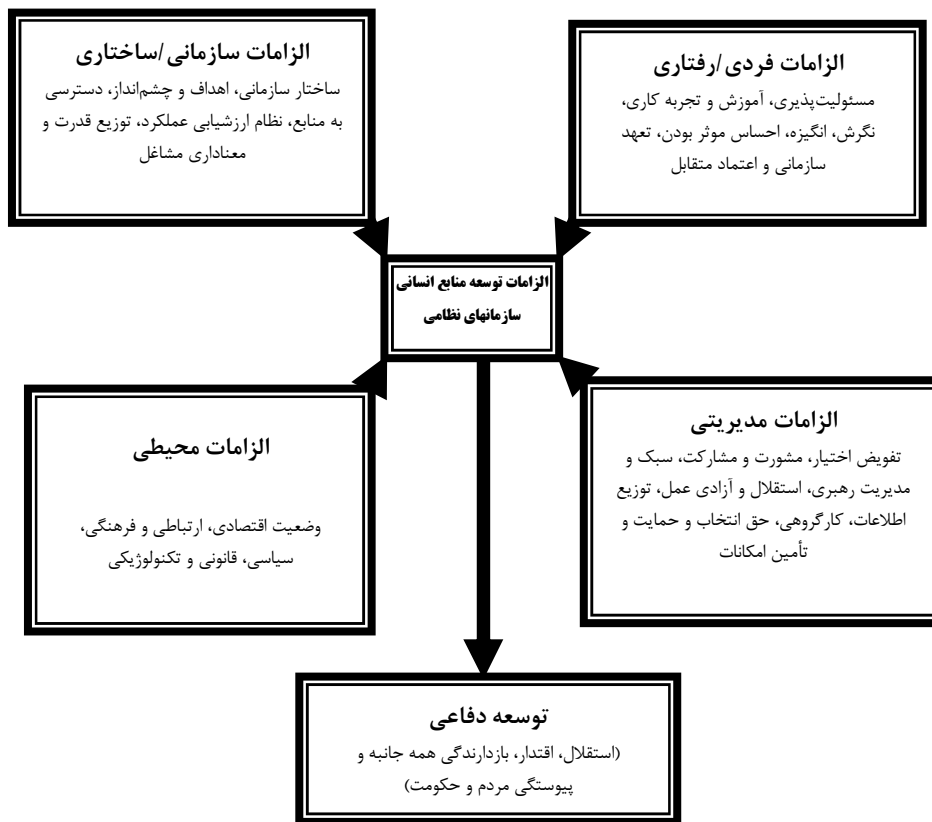 الزامات فردی/رفتاری
مسئولیت‌پذیری، آموزش و تجربه کاری،
نگرش، انگیزه، احساس موثر بودن، تعهد
سازمانی و اعتماد متقابل
الزامات سازمانی/ساختاری
ساختار سازمانی، اهداف و چشم‌انداز، دسترسی
به منابع، نظام ارزشیابی عملکرد، توزیع قدرت و
معناداری مشاغل
الزامات توسعه منابع انسانی
سازمانهای نظامی
الزامات مدیریتی
تفویض اختیار، مشورت و مشارکت، سبک و
مدیریت رهبری، استقلال و آزادی عمل، توزیع
اطلاعات، کارگروهی، حق انتخاب و حمایت و
تأمین امکانات
الزامات محیطی
وضعیت اقتصادی، ارتباطی و فرهنگی،
سیاسی، قانونی و تکنولوژیکی
توسعه دفاعی
(استقلال، اقتدار، بازدارندگی همه جانبه و
پیوستگی مردم و حکومت)